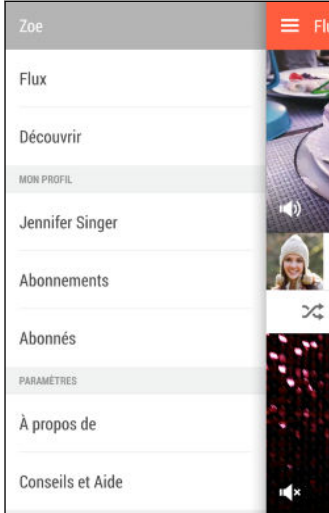 Zoe
Flux
Découvrir
MON PROFIL
Jennifer Singer
Abonnements
Abonnés
PARAMÈTRES
À propos de
Conseils et Aide